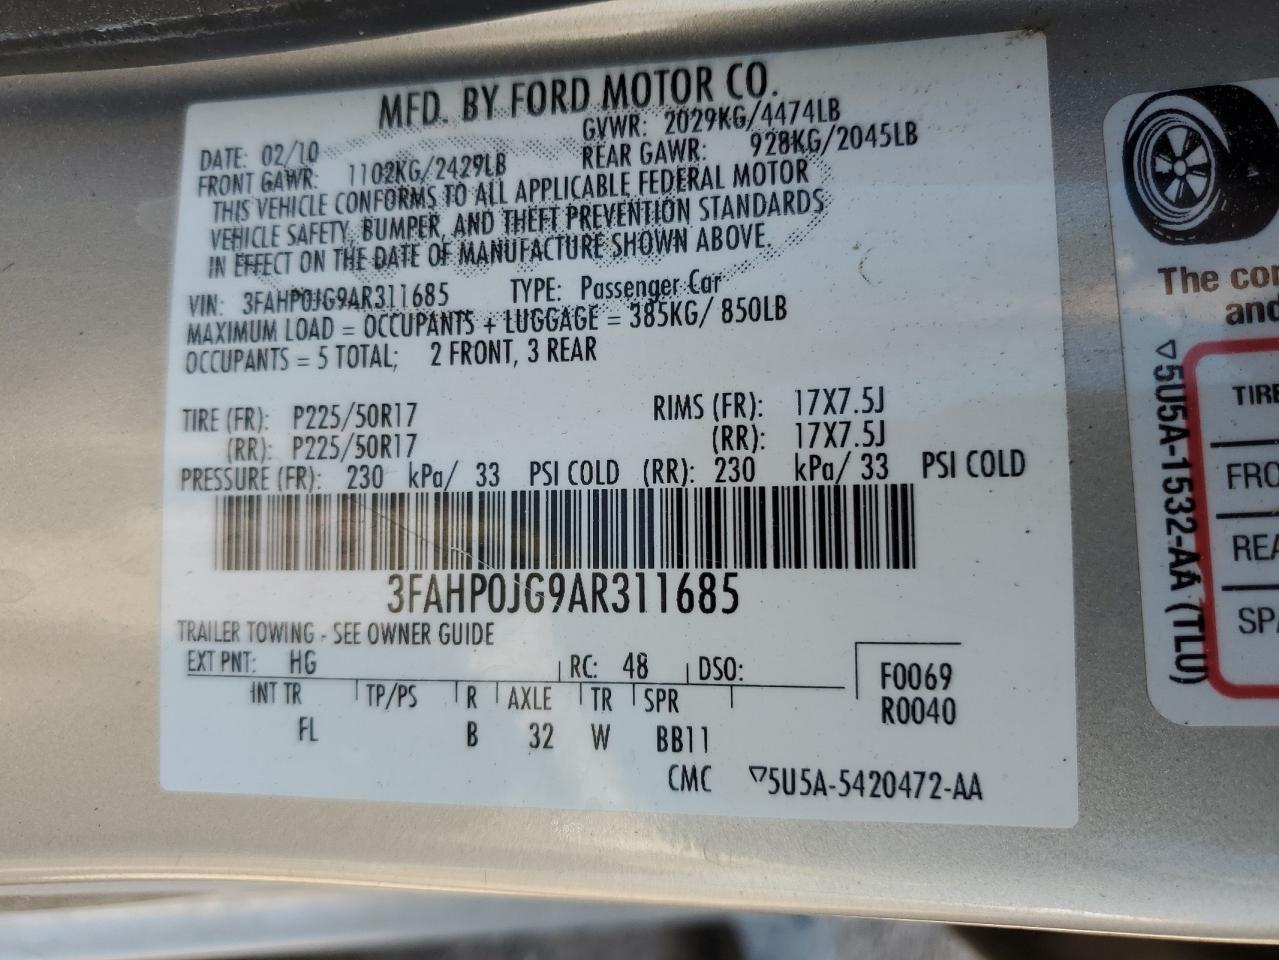 MFD. BY FORD MOTOR CO.
DATE: 02/10 GVWR: 2029KG/4474LB
FRONT GAWR: 1102KG/2429LB REAR GAWR: 928KG/2045LB
THIS VEHICLE CONFORMS TO ALL APPLICABLE FEDERAL MOTOR
VEHICLE SAFETY, BUMPER, AND THEFT PREVENTION STANDARDS
IN EFFECT ON THE DATE OF MANUFACTURE SHOWN ABOVE.
VIN: 3FAHP0JG9AR311685 TYPE: Passenger Car
MAXIMUM LOAD = OCCUPANTS + LUGGAGE = 385KG/ 850LB
OCCUPANTS = 5 TOTAL; 2 FRONT, 3 REAR
TIRE (FR): P225/50R17 RIMS (FR): 17X7.5J
(RR): P225/50R17 (RR): 17X7.5J
PRESSURE (FR): 230 kPa/ 33 PSI COLD (RR): 230 kPa/ 33 PSI COLD
3FAHP0JG9AR311685
TRAILER TOWING - SEE OWNER GUIDE
EXT PNT: HG RC: 48 DSO: F0069
INT TR TP/PS R AXLE TR SPR R0040
FL B 32 W BB11
CMC ▽5U5A-5420472-AA
The
▽5U5A-1532-AA (TLU)